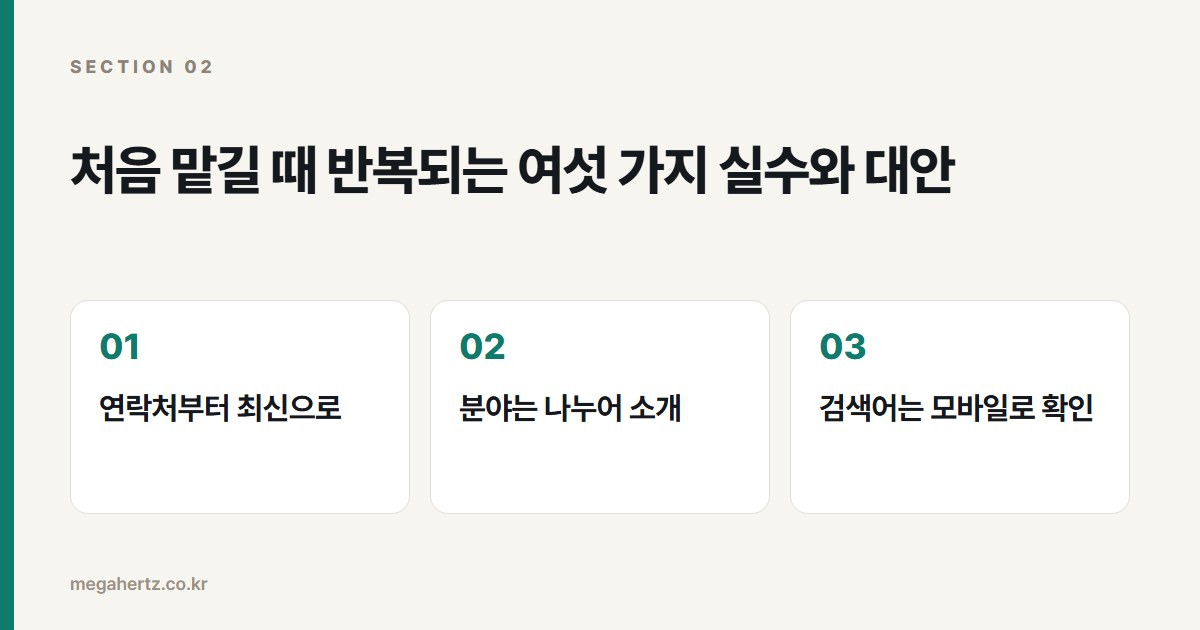 SECTION 02
처음 맡길 때 반복되는 여섯 가지 실수와 대안
01
연락처부터 최신으로
02
분야는 나누어 소개
03
검색어는 모바일로 확인
megahertz.co.kr